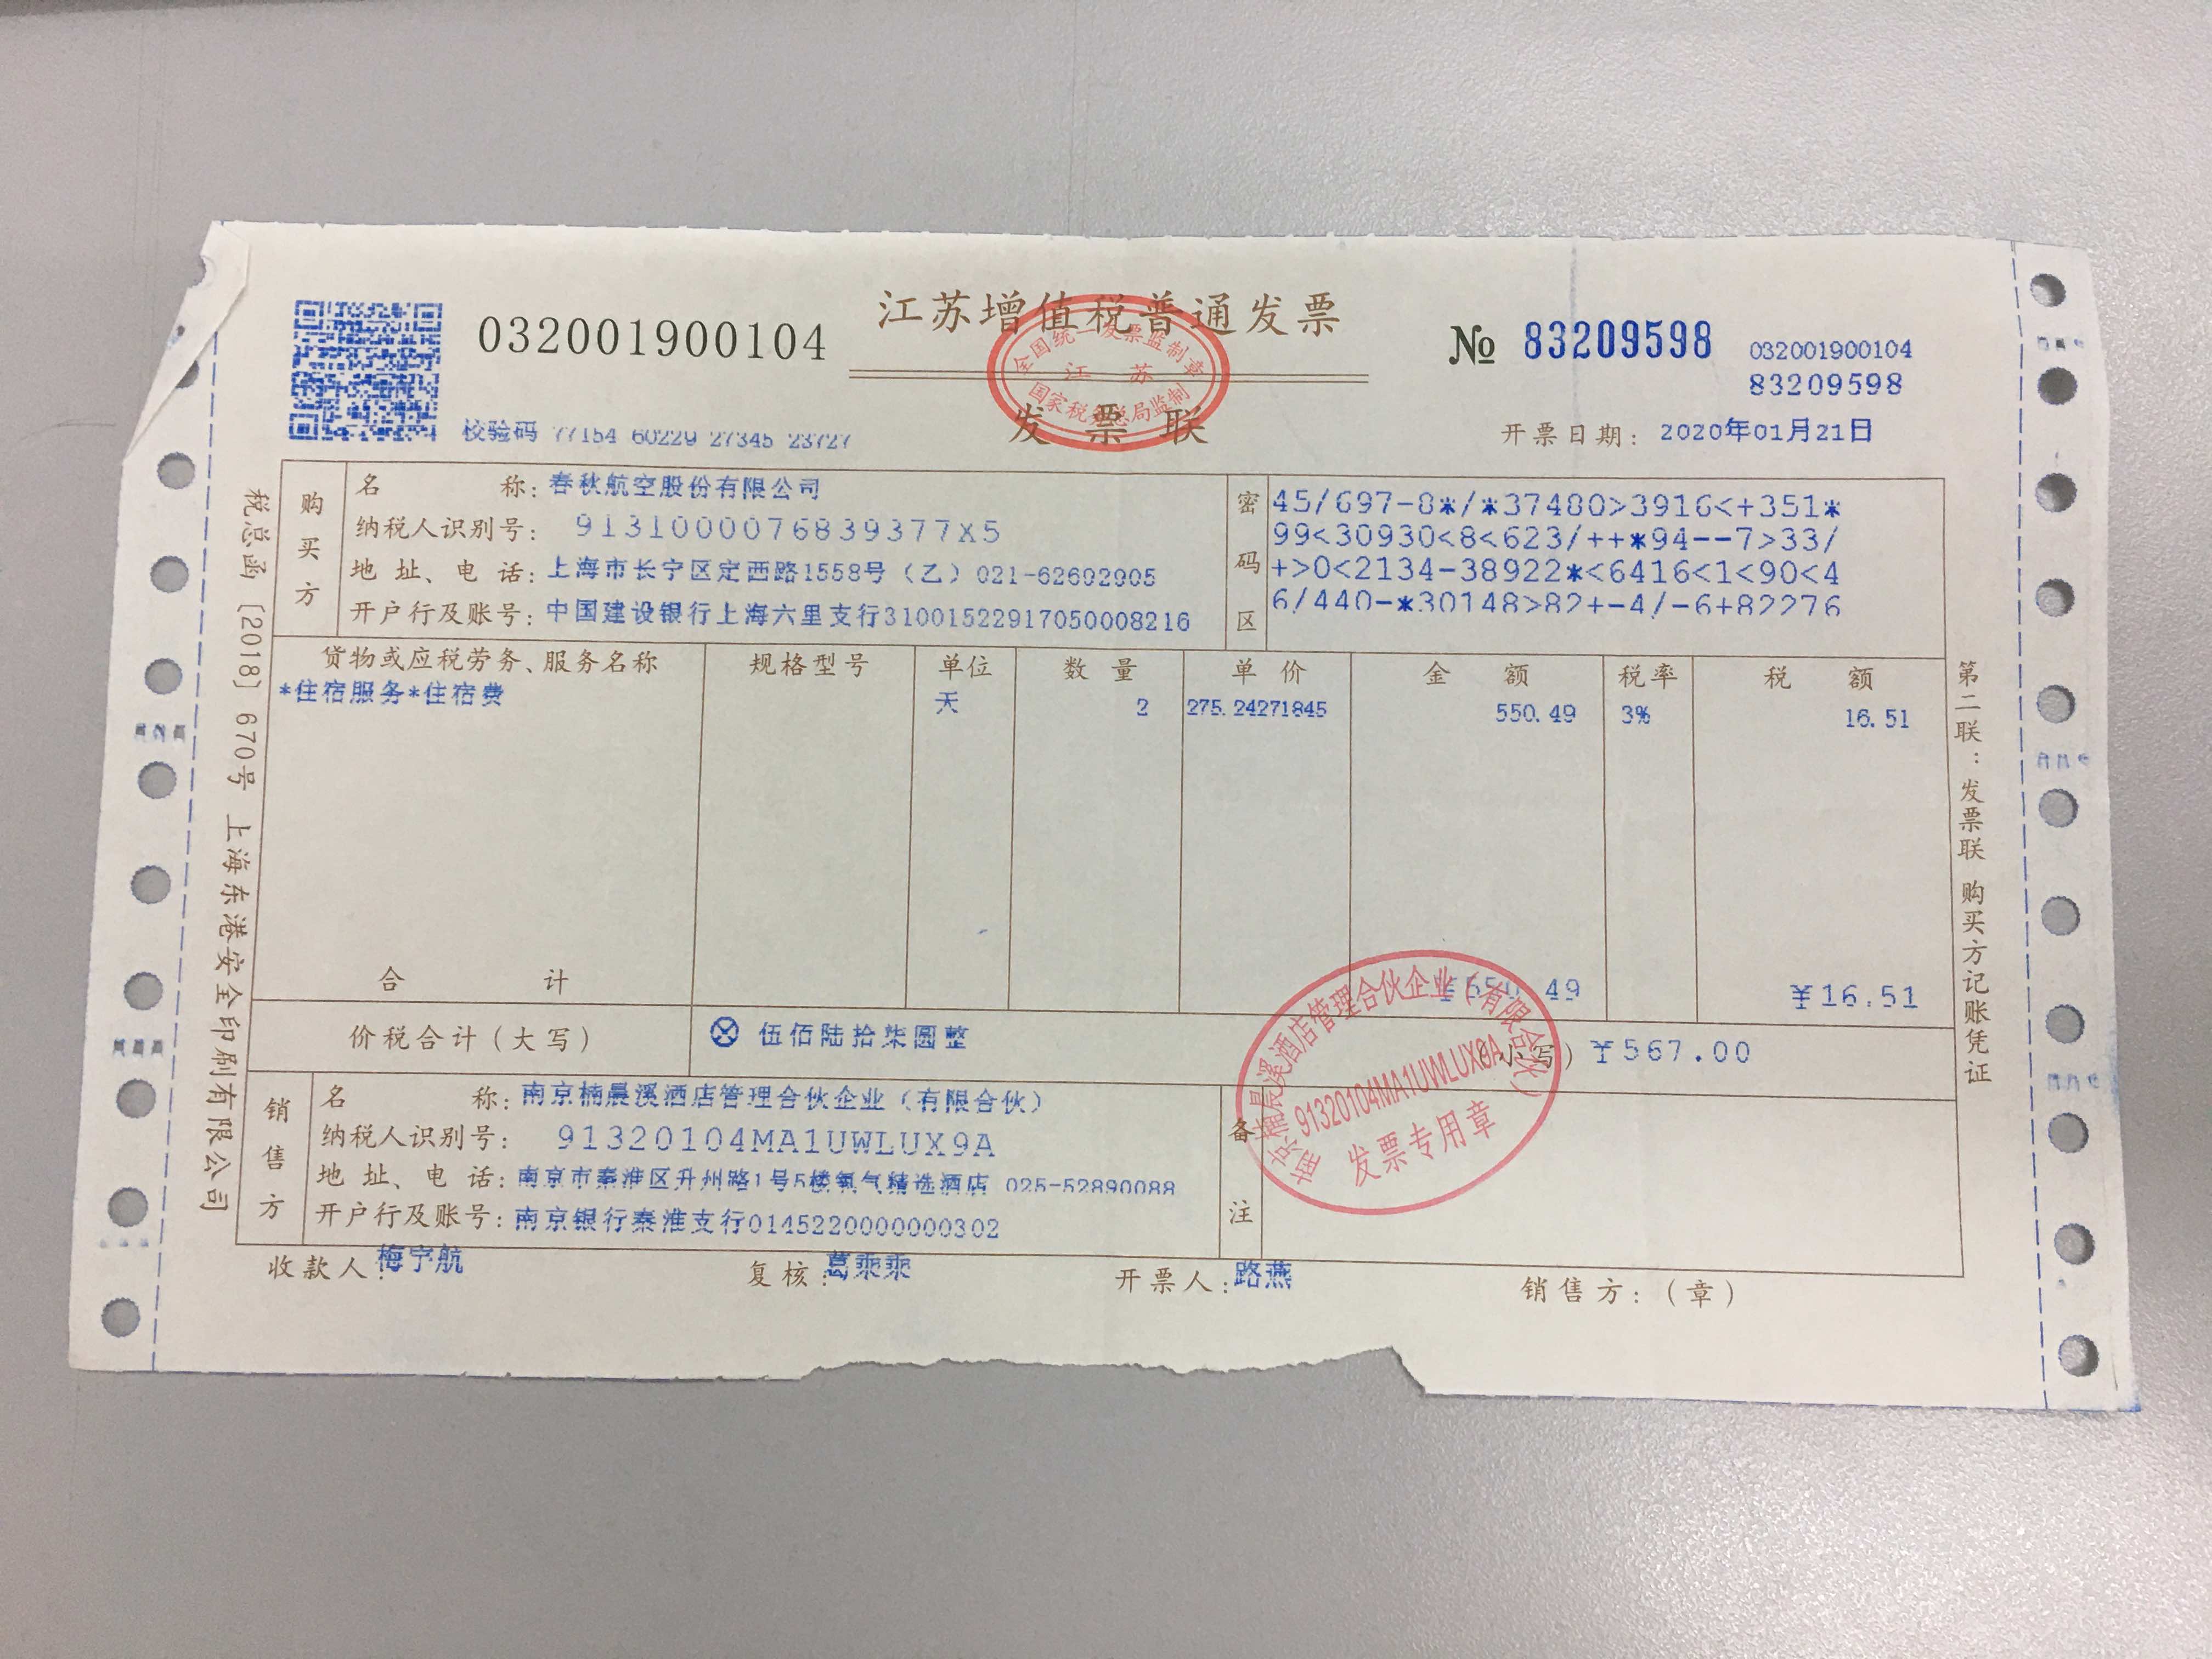 032001900104
江苏增值税普通发票
发票联
全国统一发票监制章
江苏
国家税务总局监制
№ 83209598
032001900104
83209598
校验码 77154 60229 27345 23727
开票日期: 2020年01月21日
税总函〔2018〕670号 上海东港安全印刷有限公司
购买方
名称: 春秋航空股份有限公司
纳税人识别号: 9131000076839377X5
地址、电话: 上海市长宁区定西路1558号(乙) 021-62602905
开户行及账号: 中国建设银行上海六里支行31001522917050008216
密码区
45/697-8*/*37480>3916<+351*
99<30930<8<623/++*94--7>33/
+>0<2134-38922*<6416<1<90<4
6/440-*30148>82+-4/-6+82276
货物或应税劳务、服务名称 规格型号 单位 数量 单价 金额 税率 税额
*住宿服务*住宿费 天 2 275.24271845 550.49 3% 16.51
合计 ¥550.49 ¥16.51
价税合计(大写) ⊗伍佰陆拾柒圆整 (小写) ¥567.00
销售方
名称: 南京楠晨溪酒店管理合伙企业(有限合伙)
纳税人识别号: 91320104MA1UWLUX9A
地址、电话: 南京市秦淮区升州路1号5楼氧气精选酒店 025-52890088
开户行及账号: 南京银行秦淮支行0145220000000302
备注
南京楠晨溪酒店管理合伙企业(有限合伙)
91320104MA1UWLUX9A
发票专用章
收款人: 梅宇航 复核: 葛乘乘 开票人: 路燕 销售方:(章)
第二联:发票联 购买方记账凭证